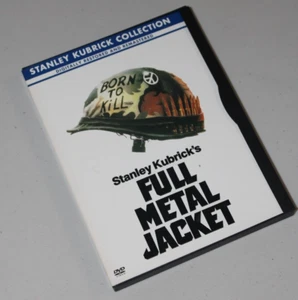 STANLEY KUBRICK COLLECTION
DIGITALLY RESTORED AND REMASTERED
BORN
TO
KILL
Stanley Kubrick's
FULL
METAL
JACKET
DVD